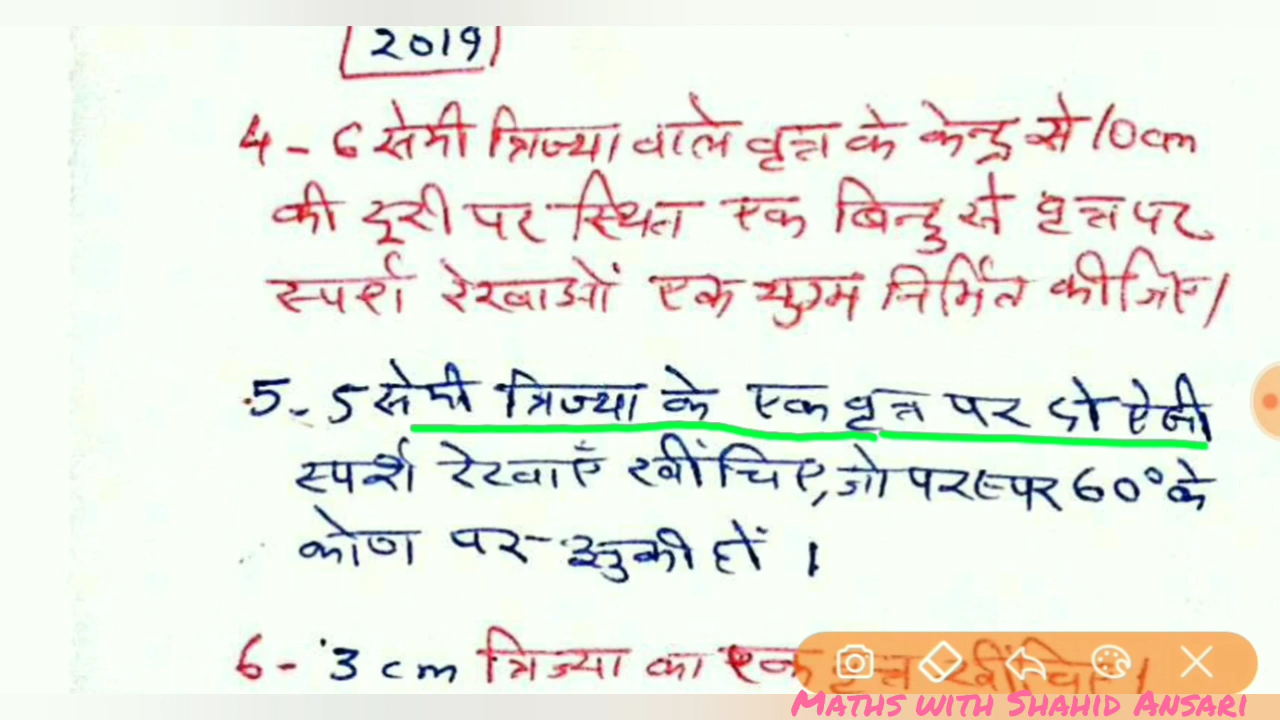 2019
4 - 6 सेमी त्रिज्या वाले वृत्त के केन्द्र से 10cm
की दूरी पर स्थित एक बिन्दु से वृत्त पर
स्पर्श रेखाओं एक युग्म निर्मित कीजिए।
5 - 5 सेमी त्रिज्या के एक वृत्त पर दो ऐसी
स्पर्श रेखाएँ खींचिए, जो परस्पर 60° के
कोण पर झुकी हों ।
6 - 3 cm त्रिज्या का एक वृत्त खींचिए।
MATHS WITH SHAHID ANSARI